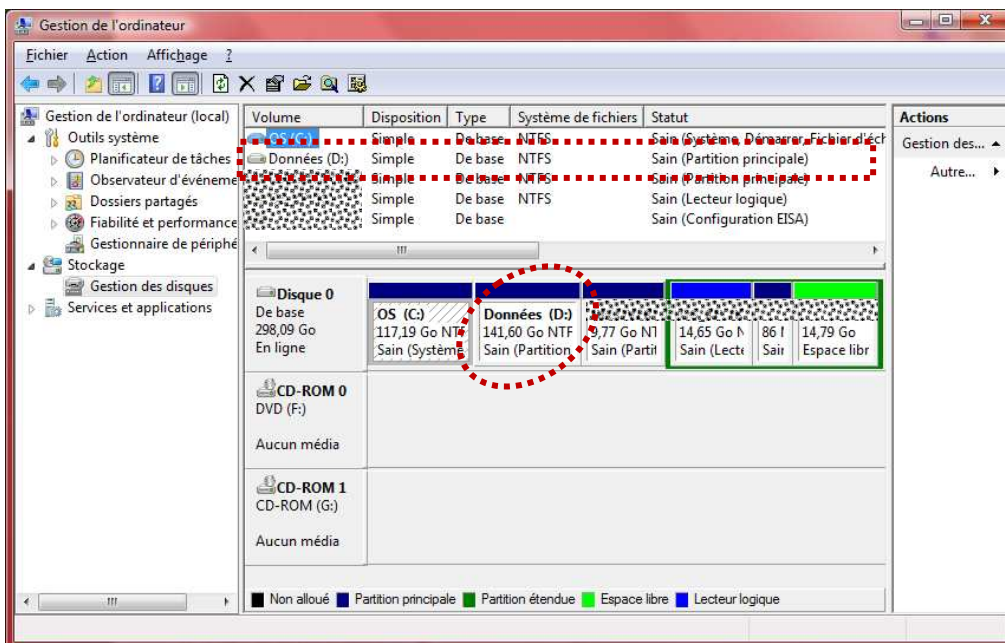 Gestion de l'ordinateur
Fichier Action Affichage ?
Gestion de l'ordinateur (local)
Outils système
Planificateur de tâches
Observateur d'événeme
Dossiers partagés
Fiabilité et performance
Gestionnaire de périphé
Stockage
Gestion des disques
Services et applications
Volume Disposition Type Système de fichiers Statut
OS (C:) Simple De base NTFS Sain (Système, Démarrer, Fichier d'éch
Données (D:) Simple De base NTFS Sain (Partition principale)
Simple De base NTFS Sain (Partition principale)
Simple De base NTFS Sain (Lecteur logique)
Simple De base Sain (Configuration EISA)
Actions
Gestion des...
Autre...
Disque 0
De base
298,09 Go
En ligne
OS (C:)
117,19 Go NTF
Sain (Système
Données (D:)
141,60 Go NTF
Sain (Partition
9,77 Go NT
Sain (Partit
14,65 Go N
Sain (Lecte
86 
Sair
14,79 Go
Espace libr
CD-ROM 0
DVD (F:)
Aucun média
CD-ROM 1
CD-ROM (G:)
Aucun média
Non alloué Partition principale Partition étendue Espace libre Lecteur logique